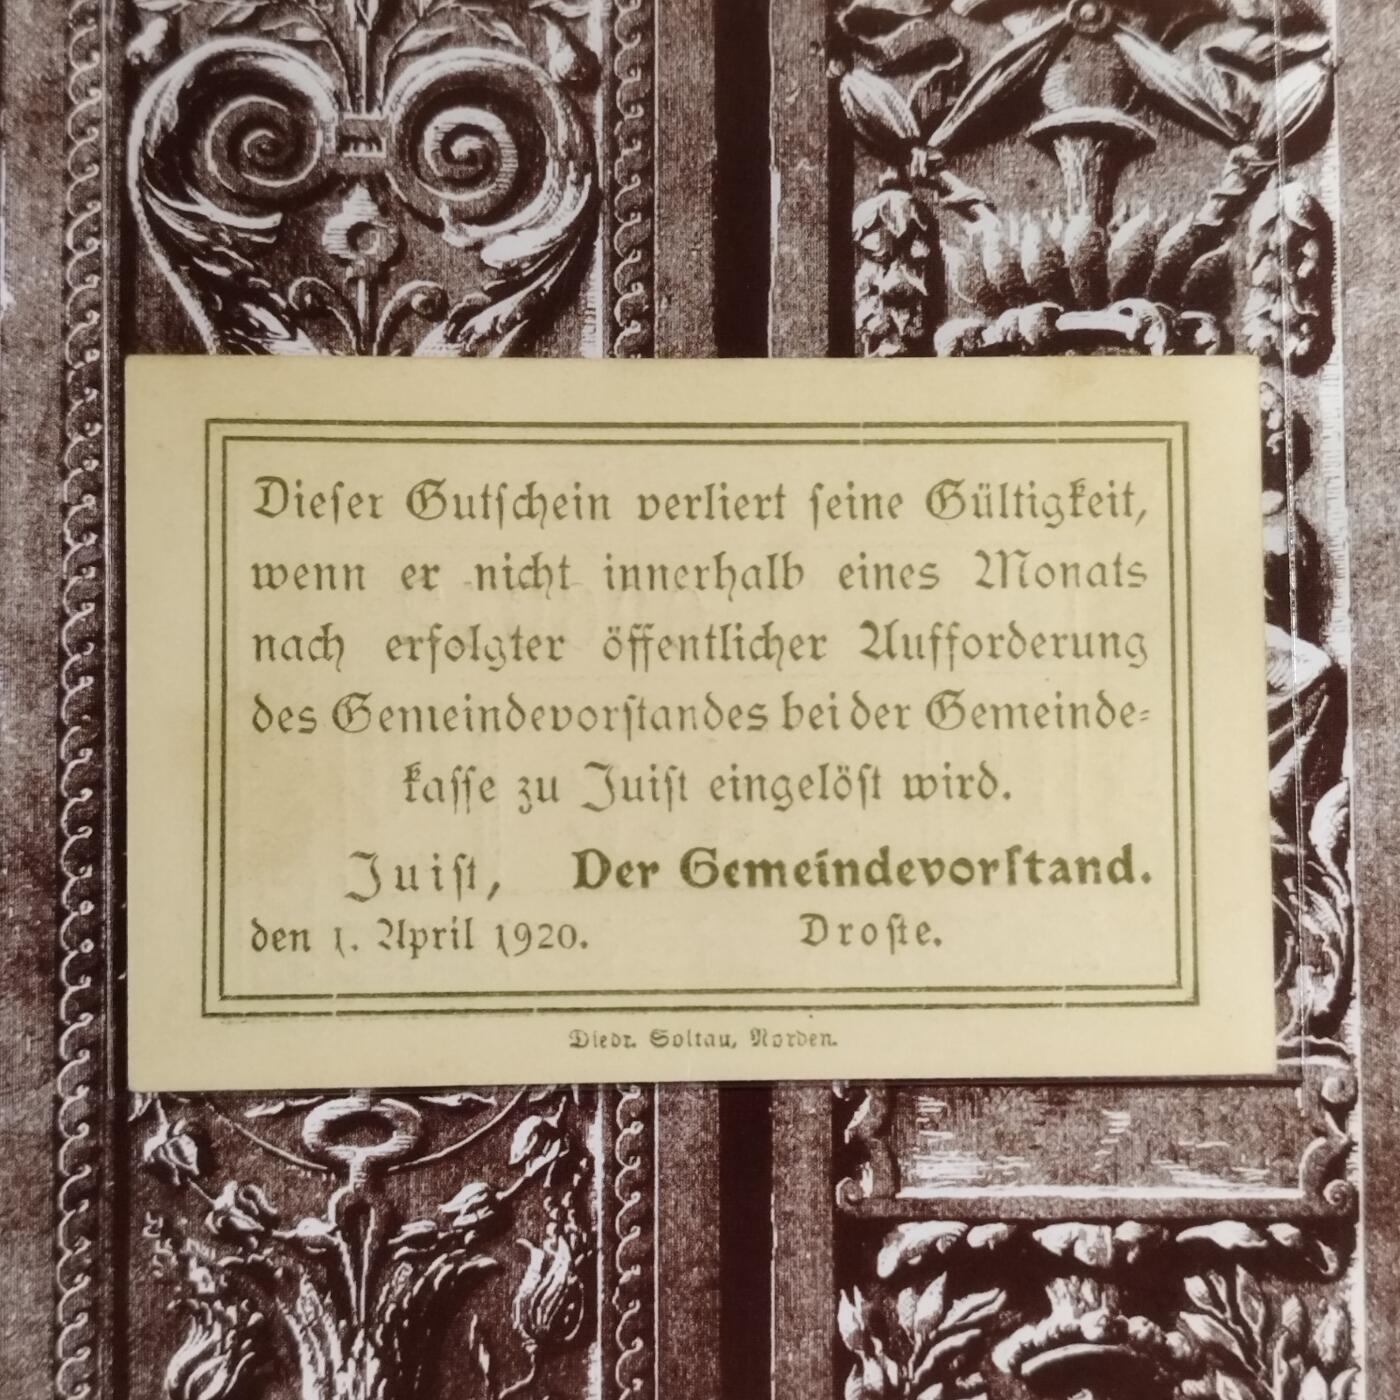 Dieſer Gutſchein verliert ſeine Gültigkeit,
wenn er nicht innerhalb eines Monats
nach erfolgter öffentlicher Aufforderung
des Gemeindevorſtandes bei der Gemeinde-
kaſſe zu Juiſt eingelöſt wird.
Juiſt, Der Gemeindevorſtand.
den 1. April 1920. Droſte.
Diedr. Soltau, Norden.